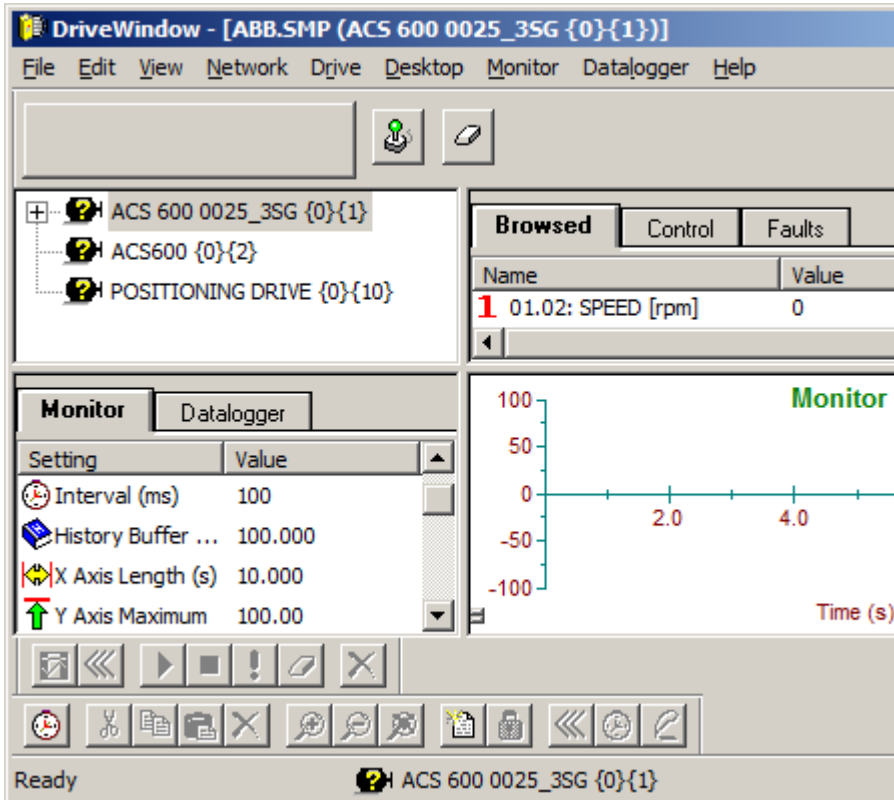 DriveWindow - [ABB.SMP (ACS 600 0025_3SG {0}{1})]
File Edit View Network Drive Desktop Monitor Datalogger Help
ACS 600 0025_3SG {0}{1}
ACS600 {0}{2}
POSITIONING DRIVE {0}{10}
Browsed Control Faults
Name Value
1 01.02: SPEED [rpm] 0
Monitor Datalogger
Setting Value
Interval (ms) 100
History Buffer ... 100.000
X Axis Length (s) 10.000
Y Axis Maximum 100.00
Monitor
100
50
0
-50
-100
2.0 4.0
Time (s)
Ready ACS 600 0025_3SG {0}{1}